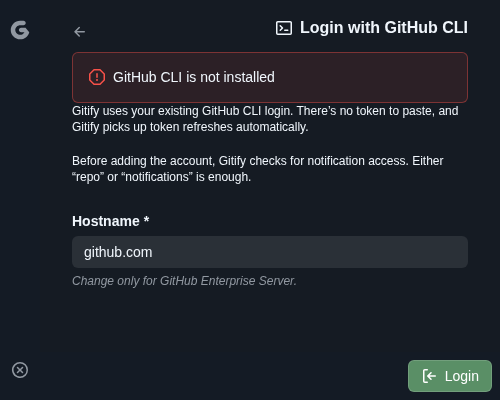 Login with GitHub CLI
GitHub CLI is not installed
Gitify uses your existing GitHub CLI login. There’s no token to paste, and
Gitify picks up token refreshes automatically.
Before adding the account, Gitify checks for notification access. Either
“repo” or “notifications” is enough.
Hostname *
github.com
Change only for GitHub Enterprise Server.
Login